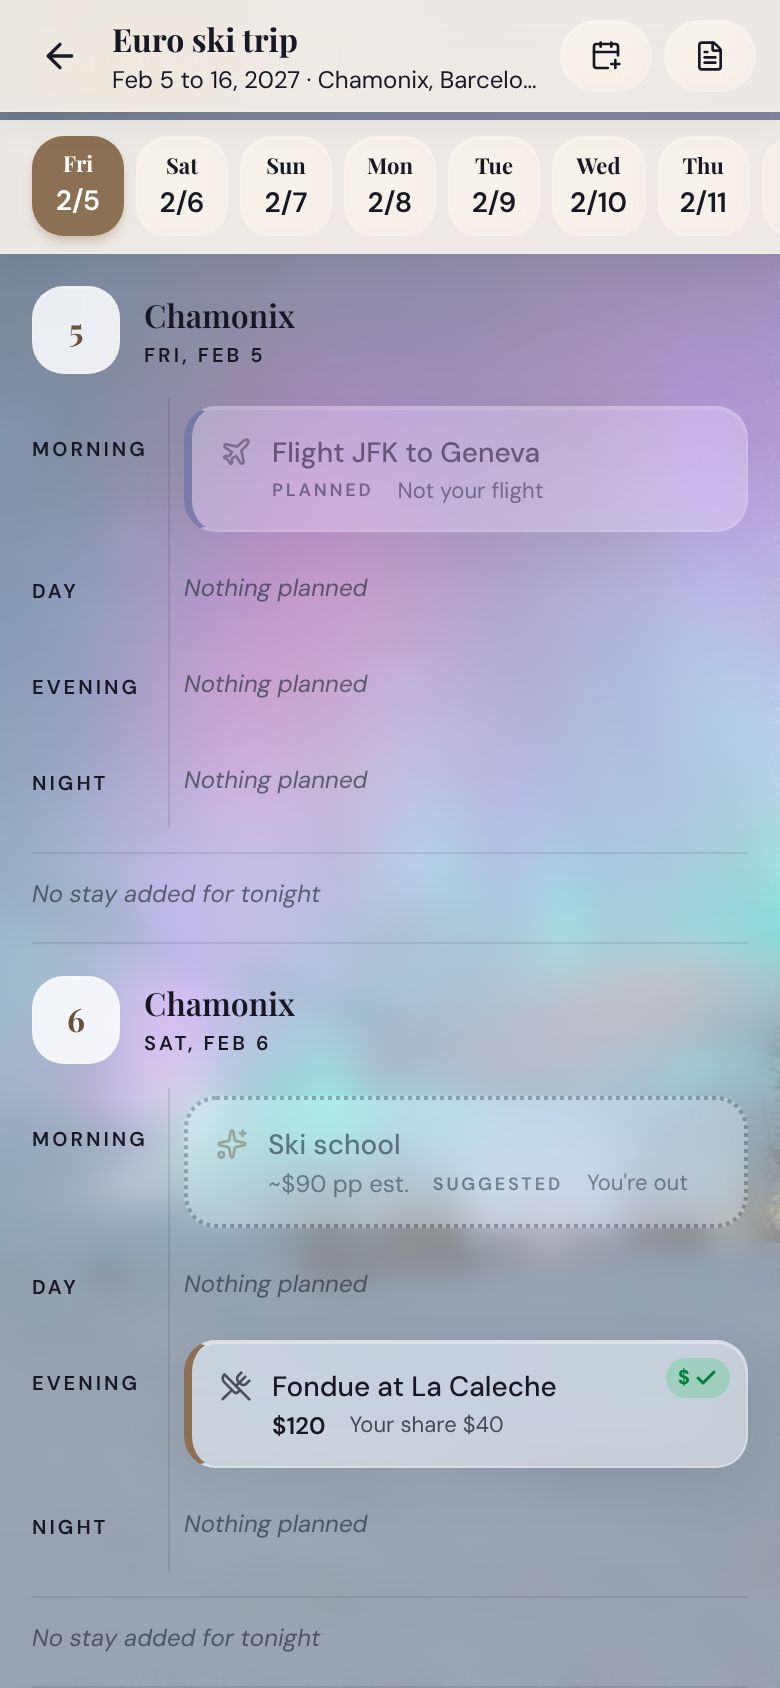 Euro ski trip
Feb 5 to 16, 2027 · Chamonix, Barcelo...
Fri Sat Sun Mon Tue Wed Thu
2/5 2/6 2/7 2/8 2/9 2/10 2/11
5
Chamonix
FRI, FEB 5
MORNING
Flight JFK to Geneva
PLANNED Not your flight
DAY
Nothing planned
EVENING
Nothing planned
NIGHT
Nothing planned
No stay added for tonight
6
Chamonix
SAT, FEB 6
MORNING
Ski school
~$90 pp est. SUGGESTED You're out
DAY
Nothing planned
EVENING
Fondue at La Caleche
$
$120 Your share $40
NIGHT
Nothing planned
No stay added for tonight